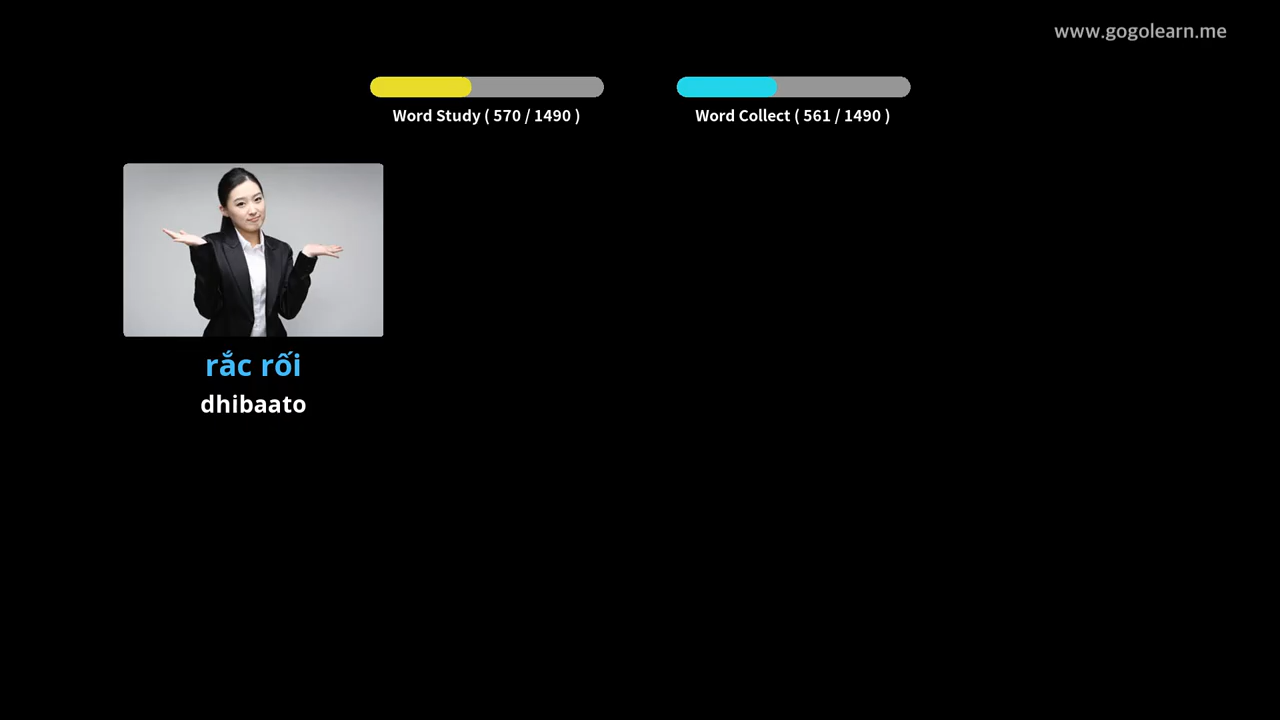 www.gogolearn.me
Word Study ( 570 / 1490 )
Word Collect ( 561 / 1490 )
rắc rối
dhibaato